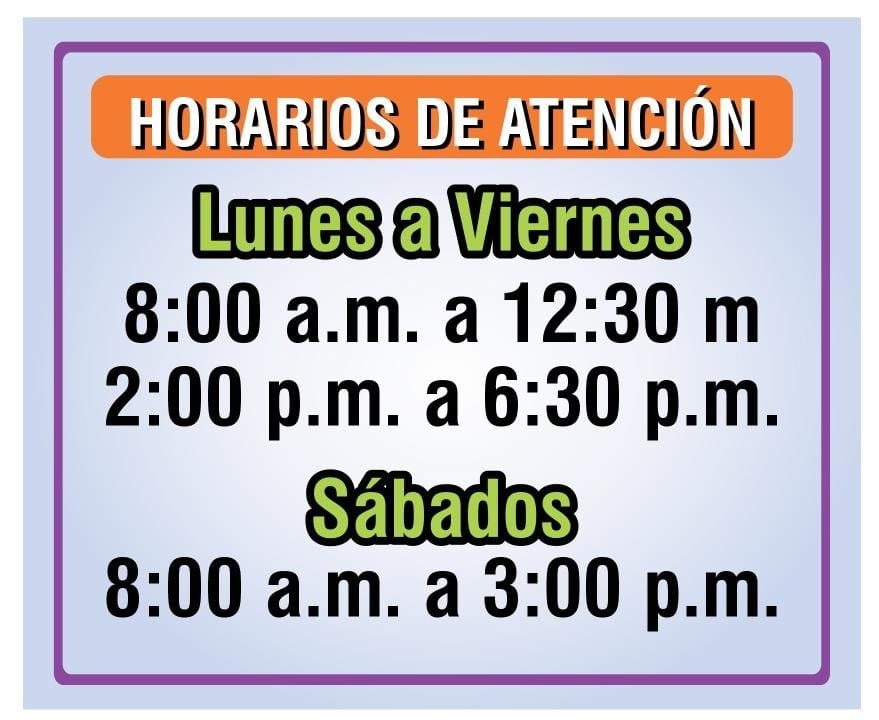 HORARIOS DE ATENCIÓN
Lunes a Viernes
8:00 a.m. a 12:30 m
2:00 p.m. a 6:30 p.m.
Sábados
8:00 a.m. a 3:00 p.m.